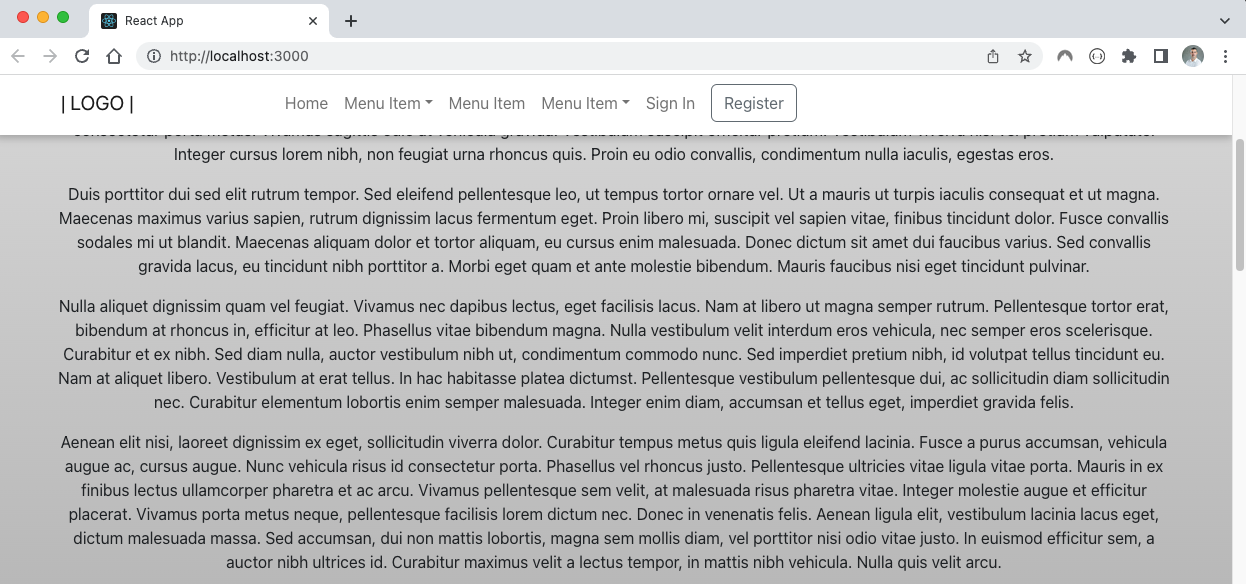 React App
http://localhost:3000
| LOGO |
Home Menu Item Menu Item Menu Item Sign In Register
Integer cursus lorem nibh, non feugiat urna rhoncus quis. Proin eu odio convallis, condimentum nulla iaculis, egestas eros.
Duis porttitor dui sed elit rutrum tempor. Sed eleifend pellentesque leo, ut tempus tortor ornare vel. Ut a mauris ut turpis iaculis consequat et ut magna.
Maecenas maximus varius sapien, rutrum dignissim lacus fermentum eget. Proin libero mi, suscipit vel sapien vitae, finibus tincidunt dolor. Fusce convallis
sodales mi ut blandit. Maecenas aliquam dolor et tortor aliquam, eu cursus enim malesuada. Donec dictum sit amet dui faucibus varius. Sed convallis
gravida lacus, eu tincidunt nibh porttitor a. Morbi eget quam et ante molestie bibendum. Mauris faucibus nisi eget tincidunt pulvinar.
Nulla aliquet dignissim quam vel feugiat. Vivamus nec dapibus lectus, eget facilisis lacus. Nam at libero ut magna semper rutrum. Pellentesque tortor erat,
bibendum at rhoncus in, efficitur at leo. Phasellus vitae bibendum magna. Nulla vestibulum velit interdum eros vehicula, nec semper eros scelerisque.
Curabitur et ex nibh. Sed diam nulla, auctor vestibulum nibh ut, condimentum commodo nunc. Sed imperdiet pretium nibh, id volutpat tellus tincidunt eu.
Nam at aliquet libero. Vestibulum at erat tellus. In hac habitasse platea dictumst. Pellentesque vestibulum pellentesque dui, ac sollicitudin diam sollicitudin
nec. Curabitur elementum lobortis enim semper malesuada. Integer enim diam, accumsan et tellus eget, imperdiet gravida felis.
Aenean elit nisi, laoreet dignissim ex eget, sollicitudin viverra dolor. Curabitur tempus metus quis ligula eleifend lacinia. Fusce a purus accumsan, vehicula
augue ac, cursus augue. Nunc vehicula risus id consectetur porta. Phasellus vel rhoncus justo. Pellentesque ultricies vitae ligula vitae porta. Mauris in ex
finibus lectus ullamcorper pharetra et ac arcu. Vivamus pellentesque sem velit, at malesuada risus pharetra vitae. Integer molestie augue et efficitur
placerat. Vivamus porta metus neque, pellentesque facilisis lorem dictum nec. Donec in venenatis felis. Aenean ligula elit, vestibulum lacinia lacus eget,
dictum malesuada massa. Sed accumsan, dui non mattis lobortis, magna sem mollis diam, vel porttitor nisi odio vitae justo. In euismod efficitur sem, a
auctor nibh ultrices id. Curabitur maximus velit a lectus tempor, in mattis nibh vehicula. Nulla quis velit arcu.